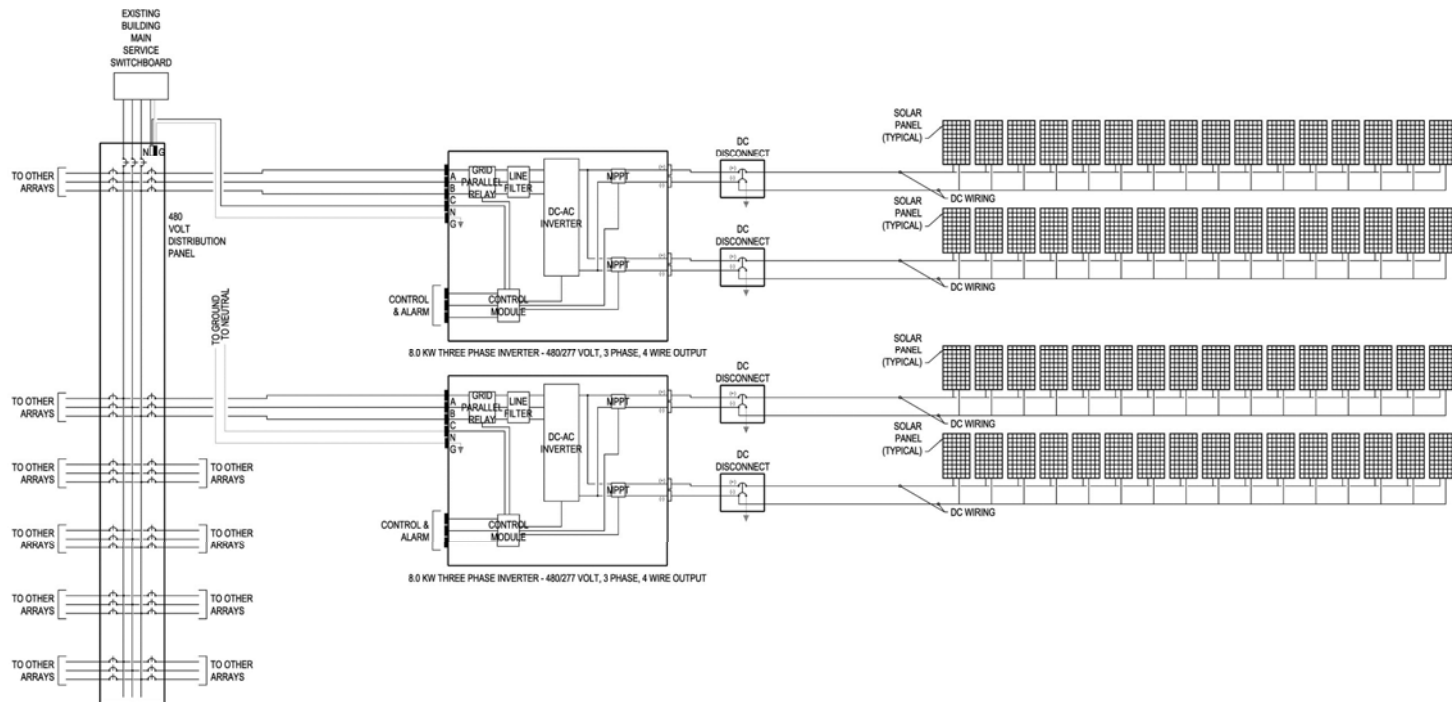 EXISTING
BUILDING
MAIN
SERVICE
SWITCHBOARD
N
G
TO OTHER
ARRAYS
480
VOLT
DISTRIBUTION
PANEL
TO GROUND
TO NEUTRAL
A
B
C
N
G
GRID
PARALLEL
RELAY
LINE
FILTER
DC-AC
INVERTER
MPPT
(+)
(-)
MPPT
(+)
(-)
CONTROL
& ALARM
CONTROL
MODULE
8.0 KW THREE PHASE INVERTER - 480/277 VOLT, 3 PHASE, 4 WIRE OUTPUT
DC
DISCONNECT
(+)
(-)
DC
DISCONNECT
(+)
(-)
SOLAR
PANEL
(TYPICAL)
DC WIRING
SOLAR
PANEL
(TYPICAL)
DC WIRING
TO OTHER
ARRAYS
A
B
C
N
G
GRID
PARALLEL
RELAY
LINE
FILTER
DC-AC
INVERTER
MPPT
(+)
(-)
MPPT
(+)
(-)
CONTROL &
ALARM
CONTROL
MODULE
8.0 KW THREE PHASE INVERTER - 480/277 VOLT, 3 PHASE, 4 WIRE OUTPUT
DC
DISCONNECT
(+)
(-)
DC
DISCONNECT
(+)
(-)
SOLAR
PANEL
(TYPICAL)
DC WIRING
SOLAR
PANEL
(TYPICAL)
DC WIRING
TO OTHER
ARRAYS
TO OTHER
ARRAYS
TO OTHER
ARRAYS
TO OTHER
ARRAYS
TO OTHER
ARRAYS
TO OTHER
ARRAYS
TO OTHER
ARRAYS
TO OTHER
ARRAYS